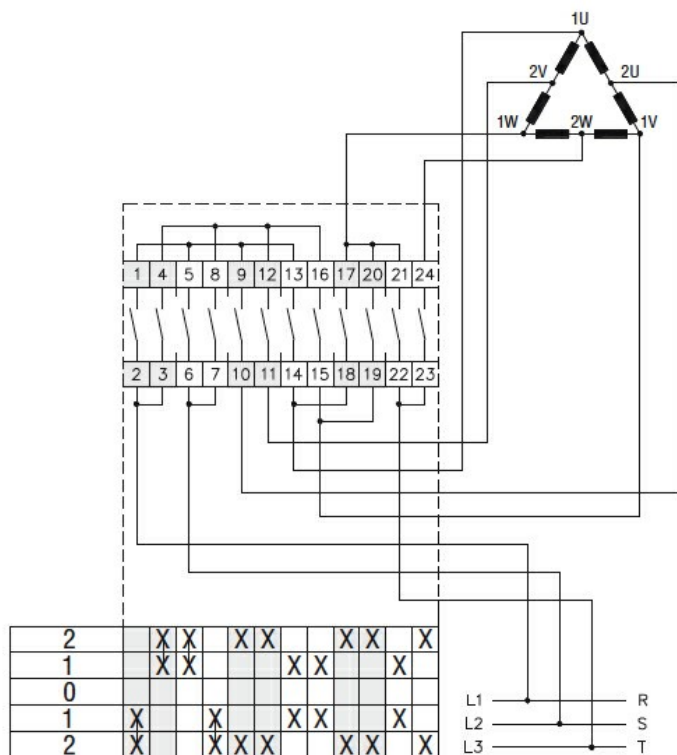 1U
2V 2U
1W 2W 1V
1 4 5 8 9 12 13 16 17 20 21 24
2 3 6 7 10 11 14 15 18 19 22 23
2 X X X X X X X
1 X X X X X
0
1 X X X X X
2 X X X X X X X
L1 R
L2 S
L3 T